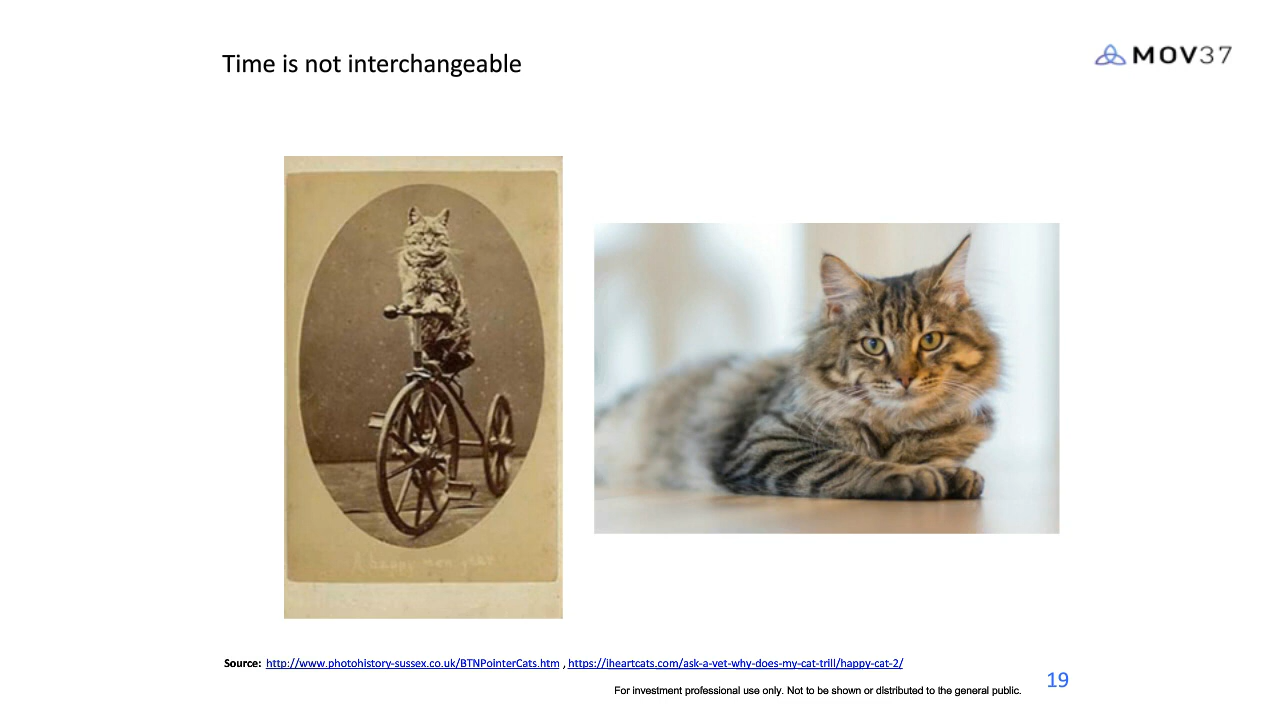 Time is not interchangeable
MOV37
A happy new year
Source: http://www.photohistory-sussex.co.uk/BTNPointerCats.htm , https://iheartcats.com/ask-a-vet-why-does-my-cat-trill/happy-cat-2/
For investment professional use only. Not to be shown or distributed to the general public.
19